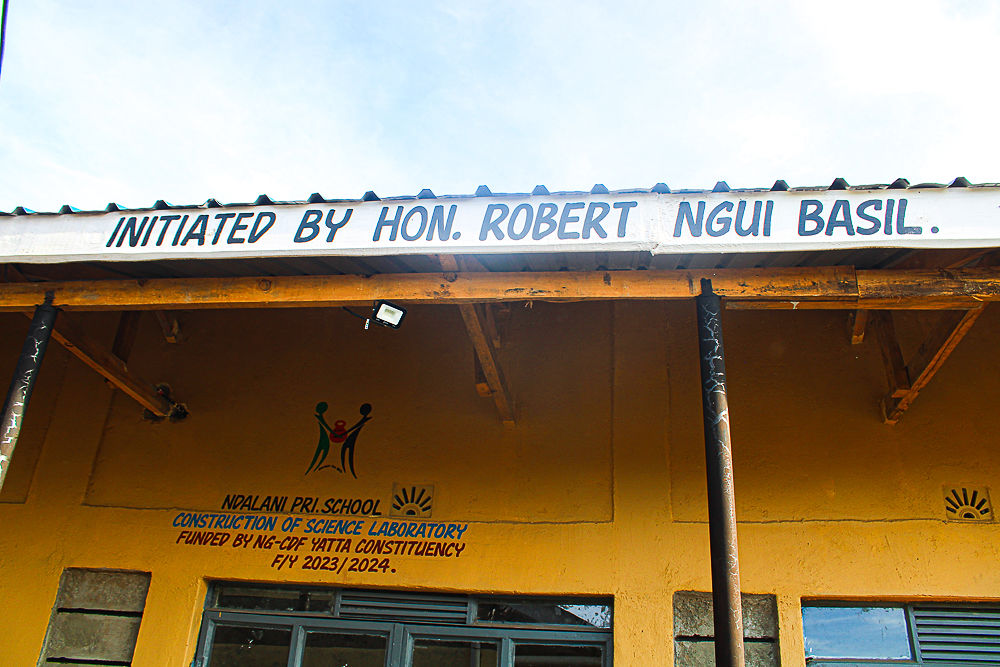 INITIATED BY HON. ROBERT NGUI BASIL.
NDALANI PRI. SCHOOL
CONSTRUCTION OF SCIENCE LABORATORY
FUNDED BY NG-CDF YATTA CONSTITUENCY
F/Y 2023/2024.